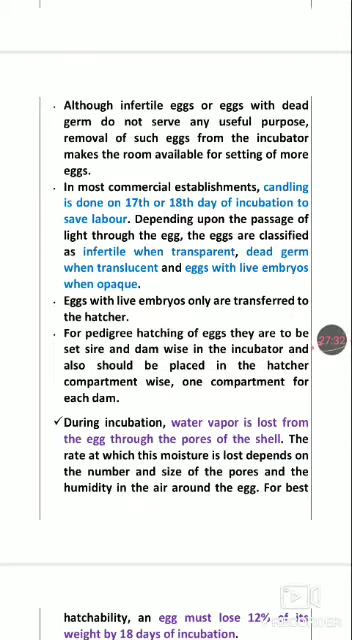 · Although infertile eggs or eggs with dead
germ do not serve any useful purpose,
removal of such eggs from the incubator
makes the room available for setting of more
eggs.
· In most commercial establishments, candling
is done on 17th or 18th day of incubation to
save labour. Depending upon the passage of
light through the egg, the eggs are classified
as infertile when transparent, dead germ
when translucent and eggs with live embryos
when opaque.
· Eggs with live embryos only are transferred to
the hatcher.
· For pedigree hatching of eggs they are to be
set sire and dam wise in the incubator and
also should be placed in the hatcher
compartment wise, one compartment for
each dam.
27:32
✓During incubation, water vapor is lost from
the egg through the pores of the shell. The
rate at which this moisture is lost depends on
the number and size of the pores and the
humidity in the air around the egg. For best
hatchability, an egg must lose 12% of its
weight by 18 days of incubation.
RECORDER